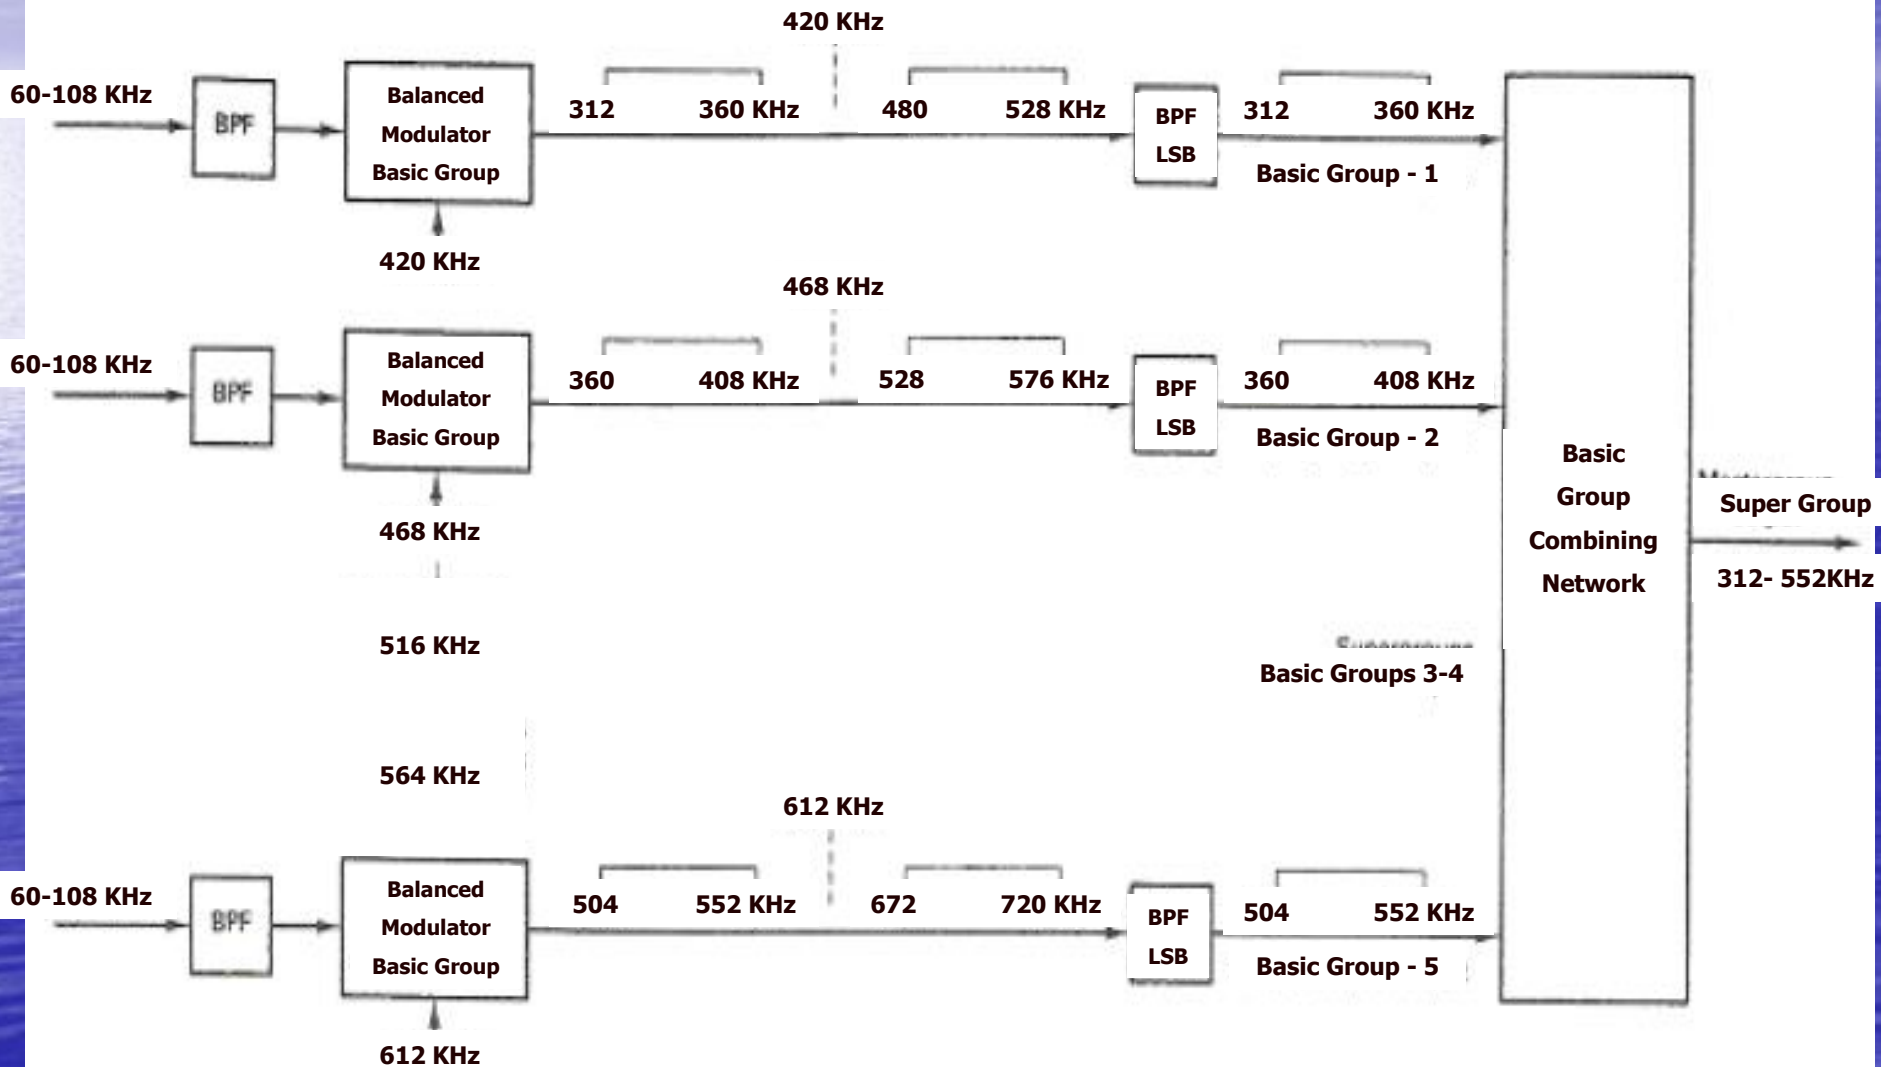 420 KHz
60-108 KHz
BPF
Balanced
Modulator
Basic Group
312 360 KHz
480 528 KHz
BPF
LSB
312 360 KHz
Basic Group - 1
420 KHz
468 KHz
60-108 KHz
BPF
Balanced
Modulator
Basic Group
360 408 KHz
528 576 KHz
BPF
LSB
360 408 KHz
Basic Group - 2
468 KHz
Basic
Group
Combining
Network
Super Group
312- 552KHz
516 KHz
Basic Groups 3-4
564 KHz
612 KHz
60-108 KHz
BPF
Balanced
Modulator
Basic Group
504 552 KHz
672 720 KHz
BPF
LSB
504 552 KHz
Basic Group - 5
612 KHz